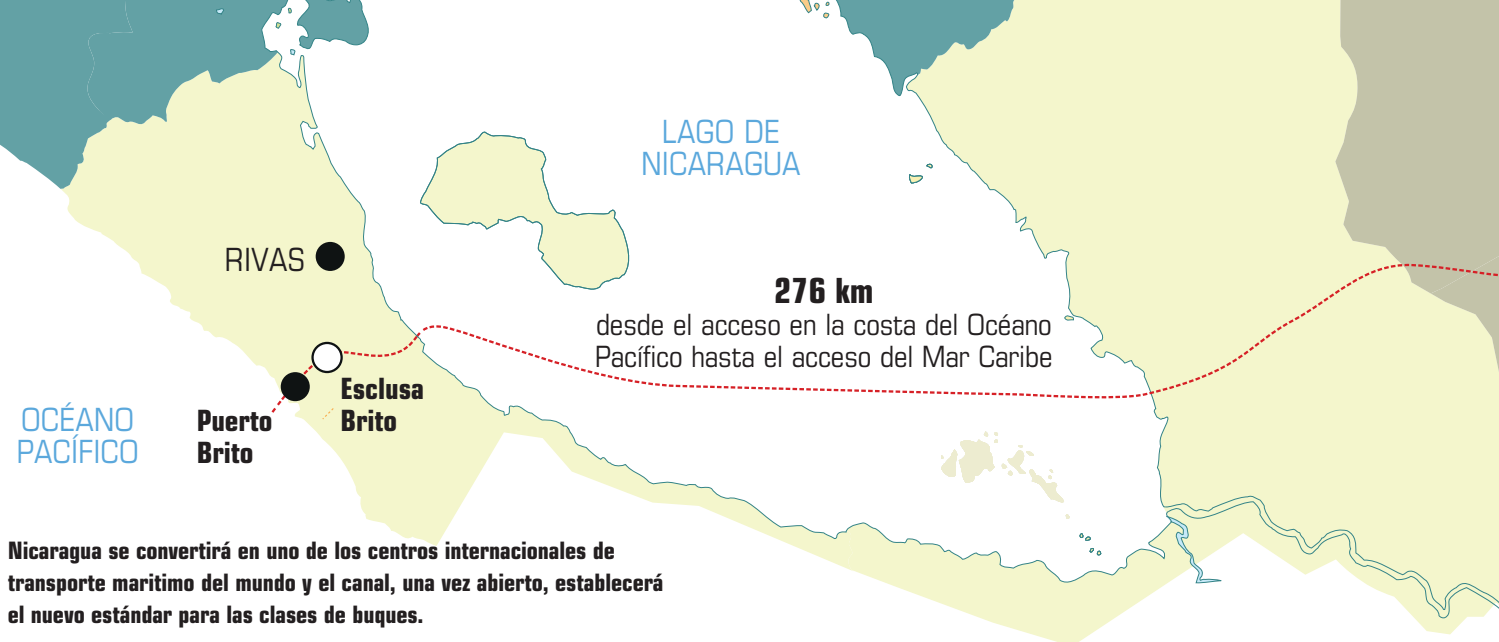 LAGO DE
NICARAGUA
RIVAS
276 km
desde el acceso en la costa del Océano
Pacífico hasta el acceso del Mar Caribe
Esclusa
Brito
Puerto
Brito
OCÉANO
PACÍFICO
Nicaragua se convertirá en uno de los centros internacionales de
transporte maritimo del mundo y el canal, una vez abierto, establecerá
el nuevo estándar para las clases de buques.